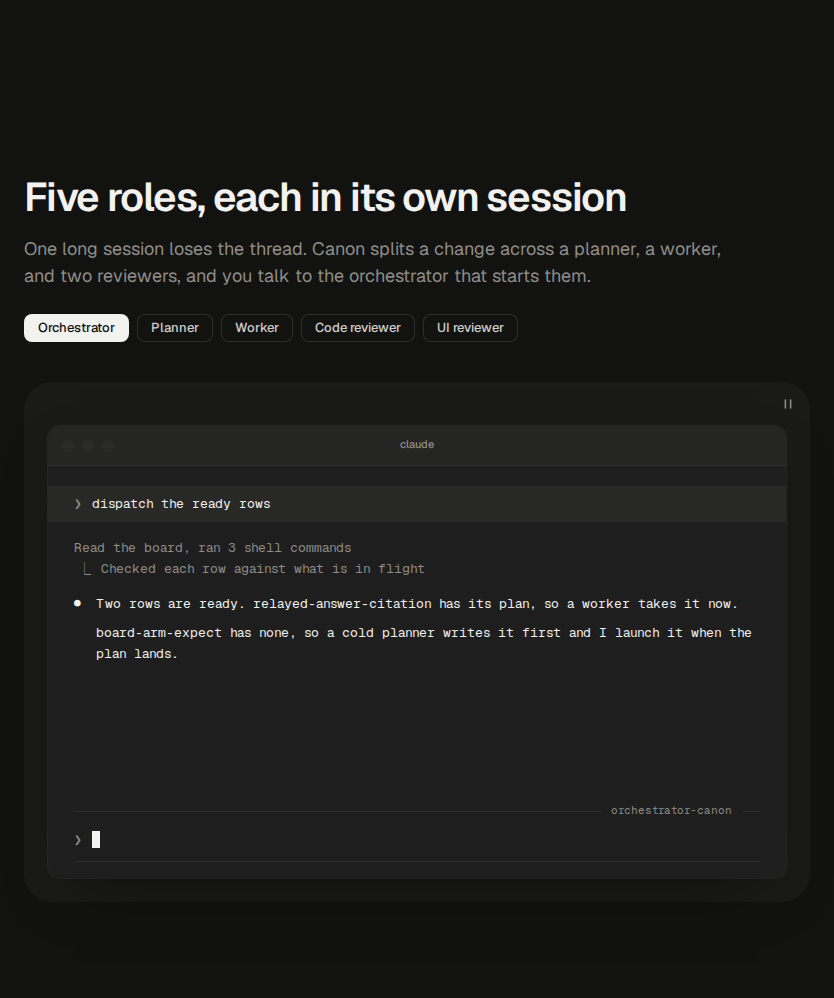 Five roles, each in its own session
One long session loses the thread. Canon splits a change across a planner, a worker,
and two reviewers, and you talk to the orchestrator that starts them.
Orchestrator Planner Worker Code reviewer UI reviewer
claude
❯ dispatch the ready rows
Read the board, ran 3 shell commands
⎿ Checked each row against what is in flight
● Two rows are ready. relayed-answer-citation has its plan, so a worker takes it now.
board-arm-expect has none, so a cold planner writes it first and I launch it when the
plan lands.
orchestrator-canon
❯